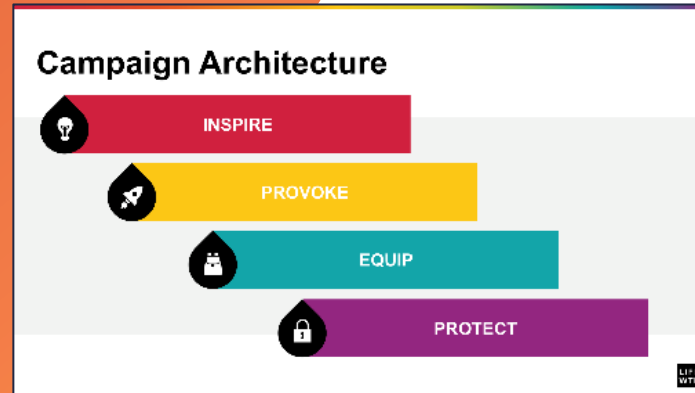 Campaign Architecture
INSPIRE
PROVOKE
EQUIP
PROTECT